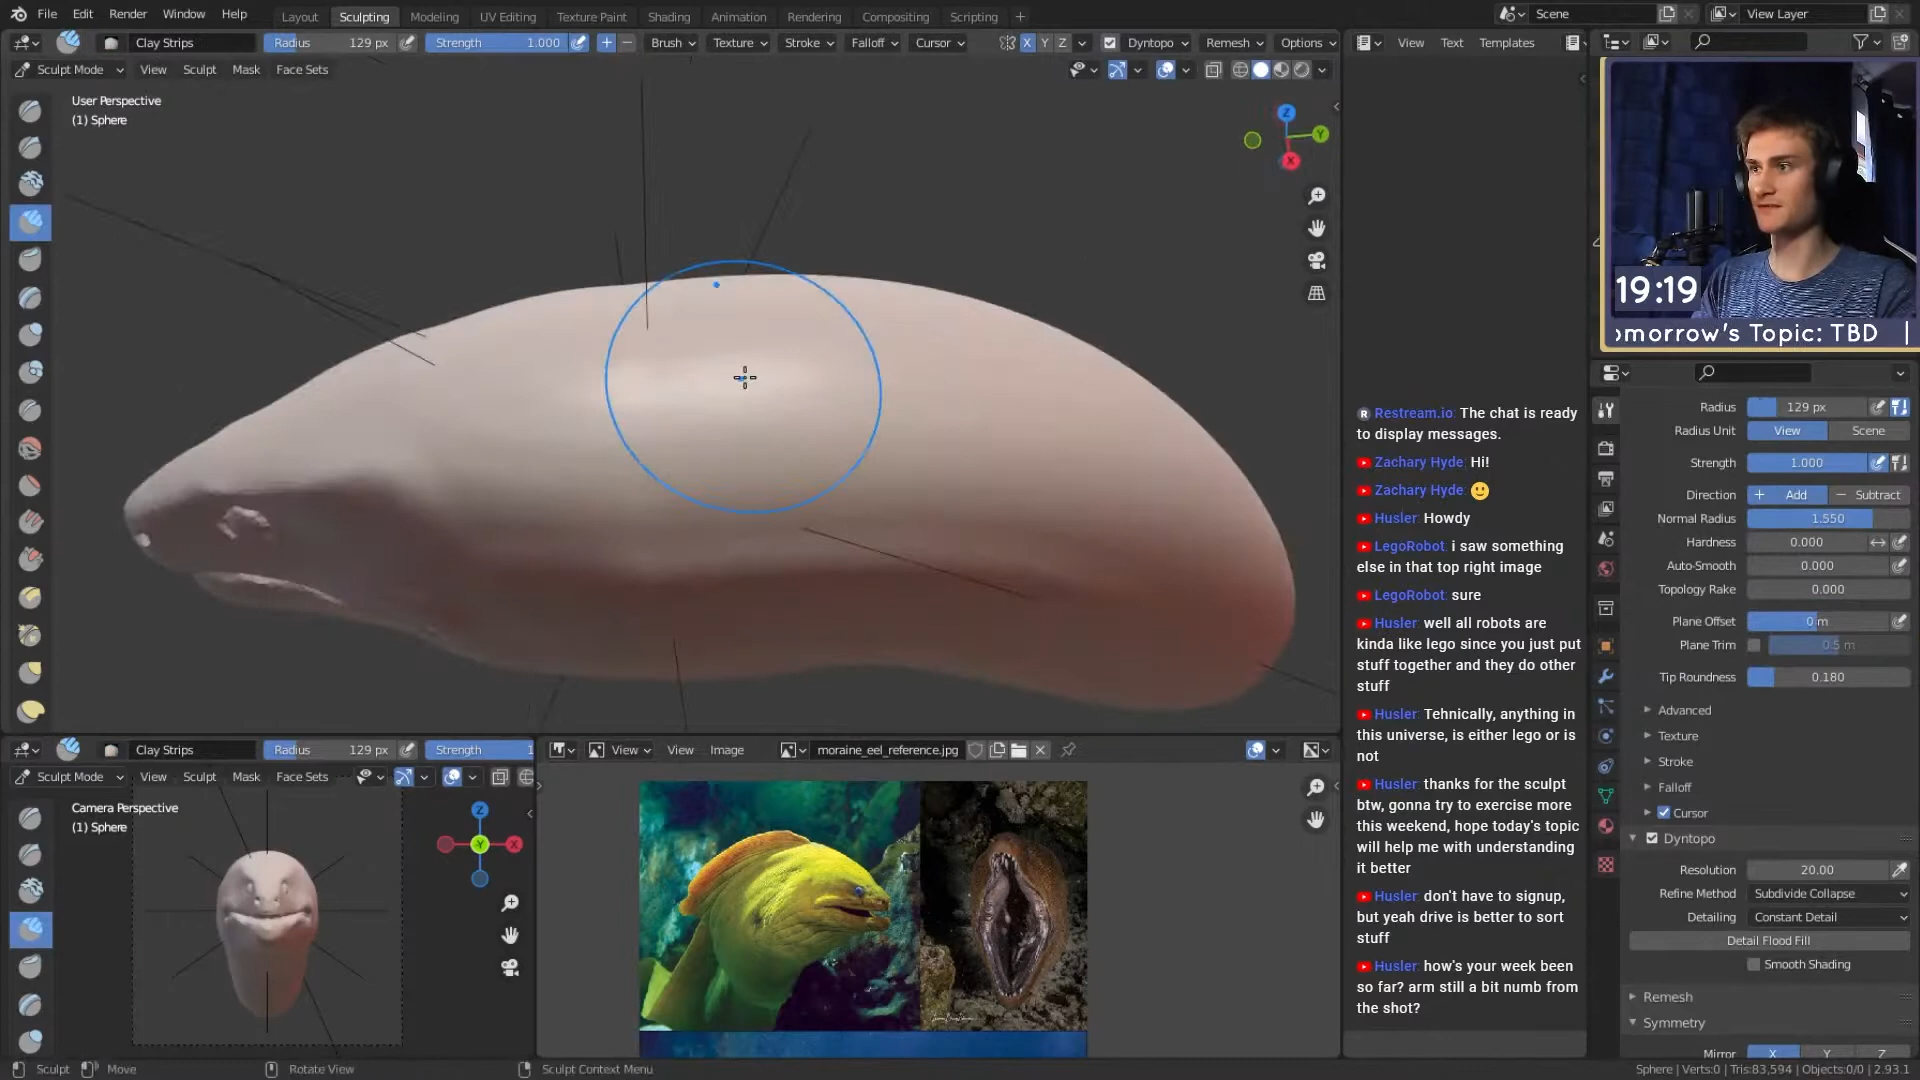 File Edit Render Window Help Layout Sculpting Modeling UV Editing Texture Paint Shading Animation Rendering Compositing Scripting + Scene View Layer
Clay Strips Radius 129 px Strength 1.000 Brush Texture Stroke Falloff Cursor X Y Z Dyntopo Remesh Options View Text Templates
Sculpt Mode View Sculpt Mask Face Sets
User Perspective
(1) Sphere
Z
Y
X
19:19
omorrow's Topic: TBD |
Restream.io: The chat is ready
to display messages.
Zachary Hyde: Hi!
Zachary Hyde: 🙂
Husler: Howdy
LegoRobot: i saw something
else in that top right image
LegoRobot: sure
Husler: well all robots are
kinda like lego since you just put
stuff together and they do other
stuff
Husler: Tehnically, anything in
this universe, is either lego or is
not
Husler: thanks for the sculpt
btw, gonna try to exercise more
this weekend, hope today's topic
will help me with understanding
it better
Husler: don't have to signup,
but yeah drive is better to sort
stuff
Husler: how's your week been
so far? arm still a bit numb from
the shot?
Radius 129 px
Radius Unit View Scene
Strength 1.000
Direction + Add − Subtract
Normal Radius 1.550
Hardness 0.000
Auto-Smooth 0.000
Topology Rake 0.000
Plane Offset 0 m
Plane Trim 0.5 m
Tip Roundness 0.180
Advanced
Texture
Stroke
Falloff
Cursor
Dyntopo
Resolution 20.00
Refine Method Subdivide Collapse
Detailing Constant Detail
Detail Flood Fill
Smooth Shading
Remesh
Symmetry
Mirror X Y Z
Clay Strips Radius 129 px Strength 1
Sculpt Mode View Sculpt Mask Face Sets
Camera Perspective
(1) Sphere
Z
Y X
View View Image moraine_eel_reference.jpg
Sculpt Move Rotate View Sculpt Context Menu Sphere | Verts:0 | Tris:83,594 | Objects:0/0 | 2.93.1